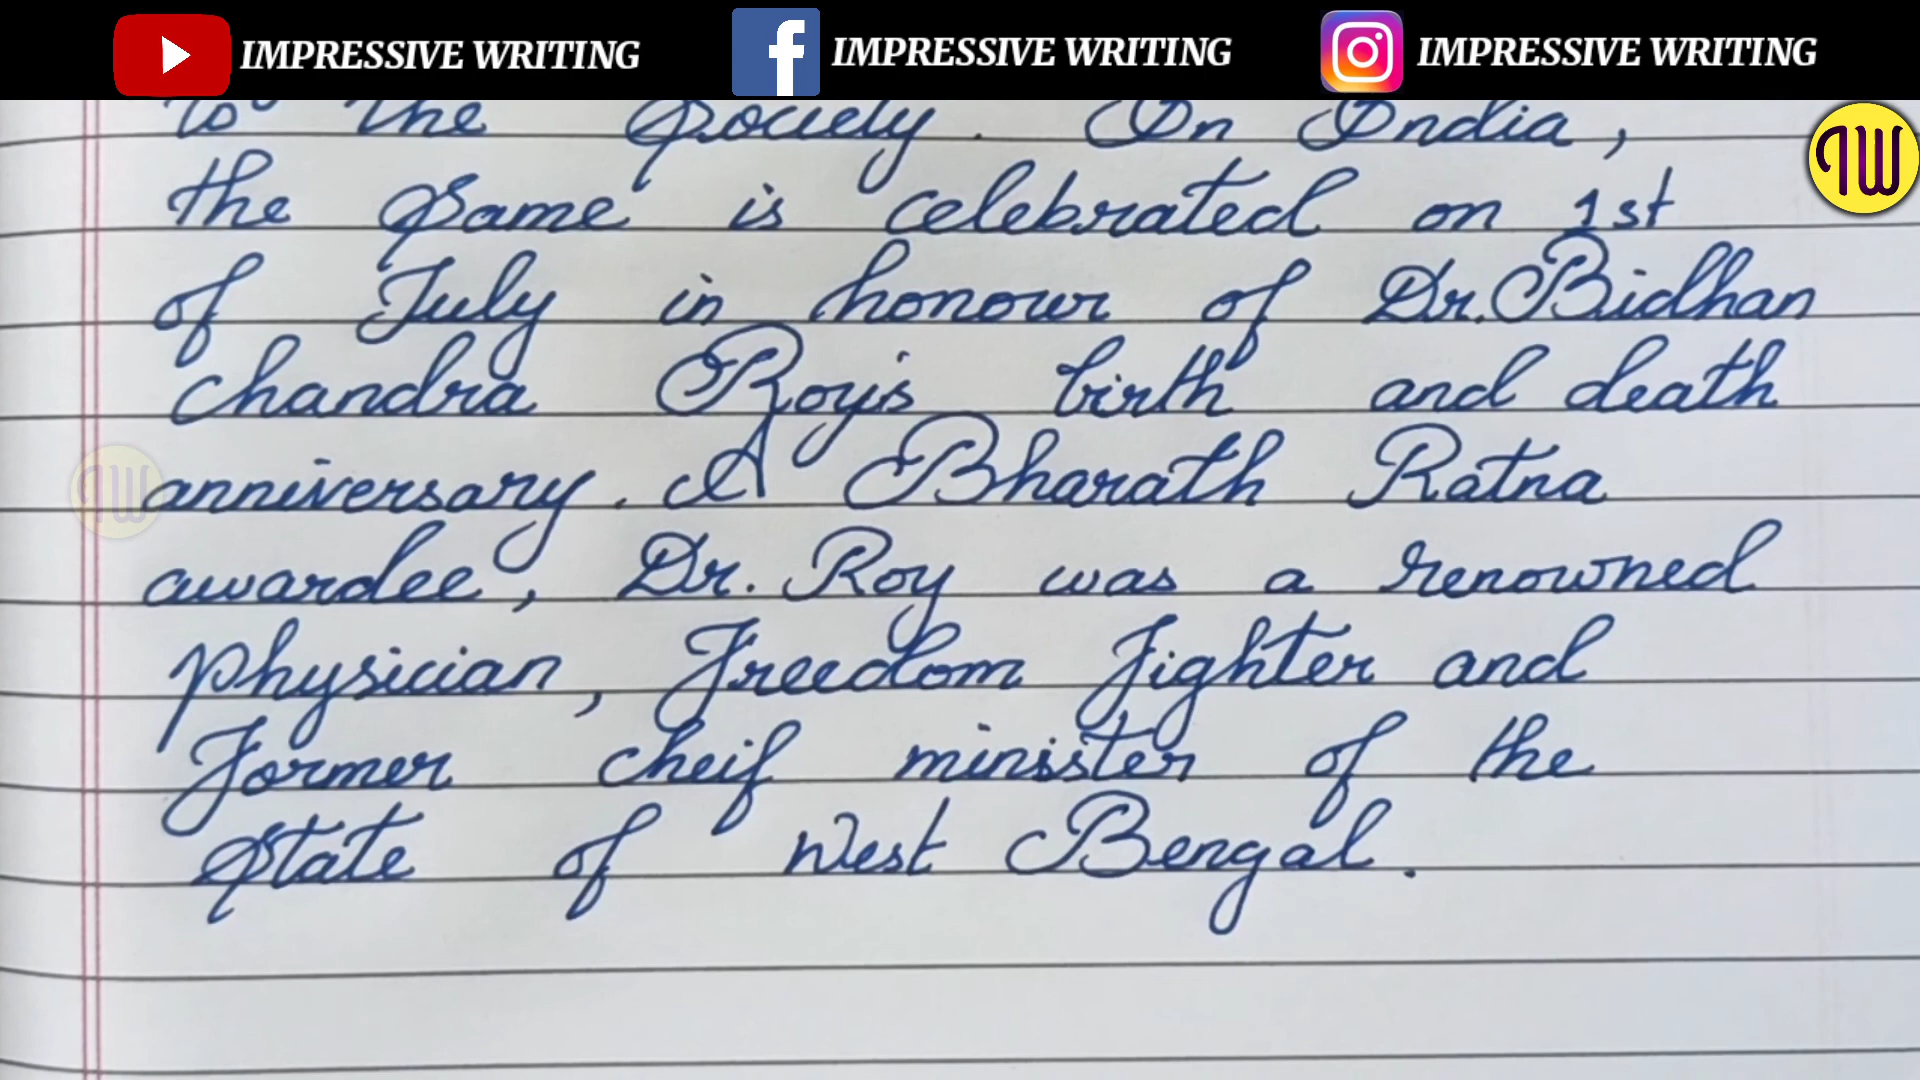 IMPRESSIVE WRITING IMPRESSIVE WRITING IMPRESSIVE WRITING
to the Society. In India,
IW
the Same is celebrated on 1st
of July in honour of Dr. Bidhan
chandra Roy's birth and death
IW
anniversary. A Bharath Ratna
awardee, Dr. Roy was a renowned
physician, Freedom Fighter and
Former cheif minister of the
State of West Bengal.